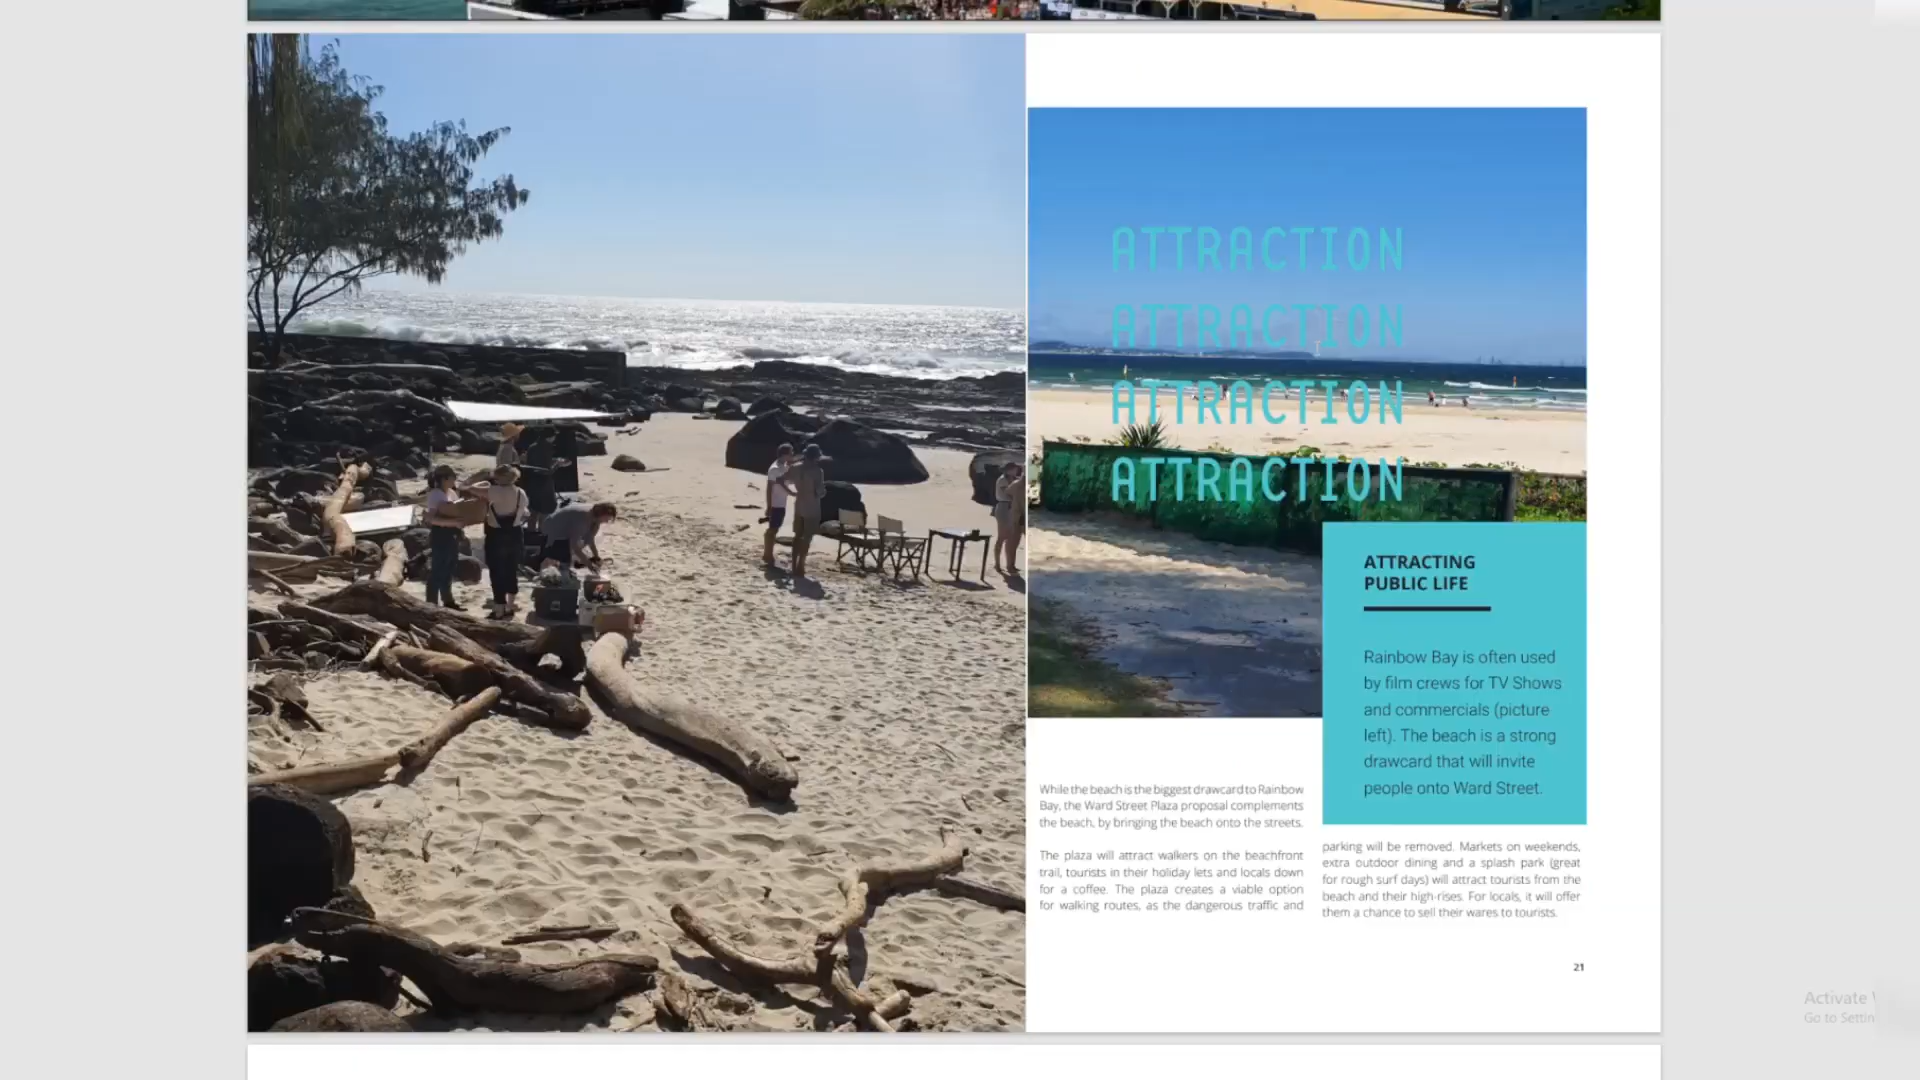 ATTRACTION
ATTRACTION
ATTRACTION
ATTRACTION
ATTRACTING
PUBLIC LIFE
Rainbow Bay is often used
by film crews for TV Shows
and commercials (picture
left). The beach is a strong
drawcard that will invite
people onto Ward Street.
While the beach is the biggest drawcard to Rainbow
Bay, the Ward Street Plaza proposal complements
the beach, by bringing the beach onto the streets.
The plaza will attract walkers on the beachfront
trail, tourists in their holiday lets and locals down
for a coffee. The plaza creates a viable option
for walking routes, as the dangerous traffic and
parking will be removed. Markets on weekends,
extra outdoor dining and a splash park (great
for rough surf days) will attract tourists from the
beach and their high-rises. For locals, it will offer
them a chance to sell their wares to tourists.
21
Activate
Go to Settin